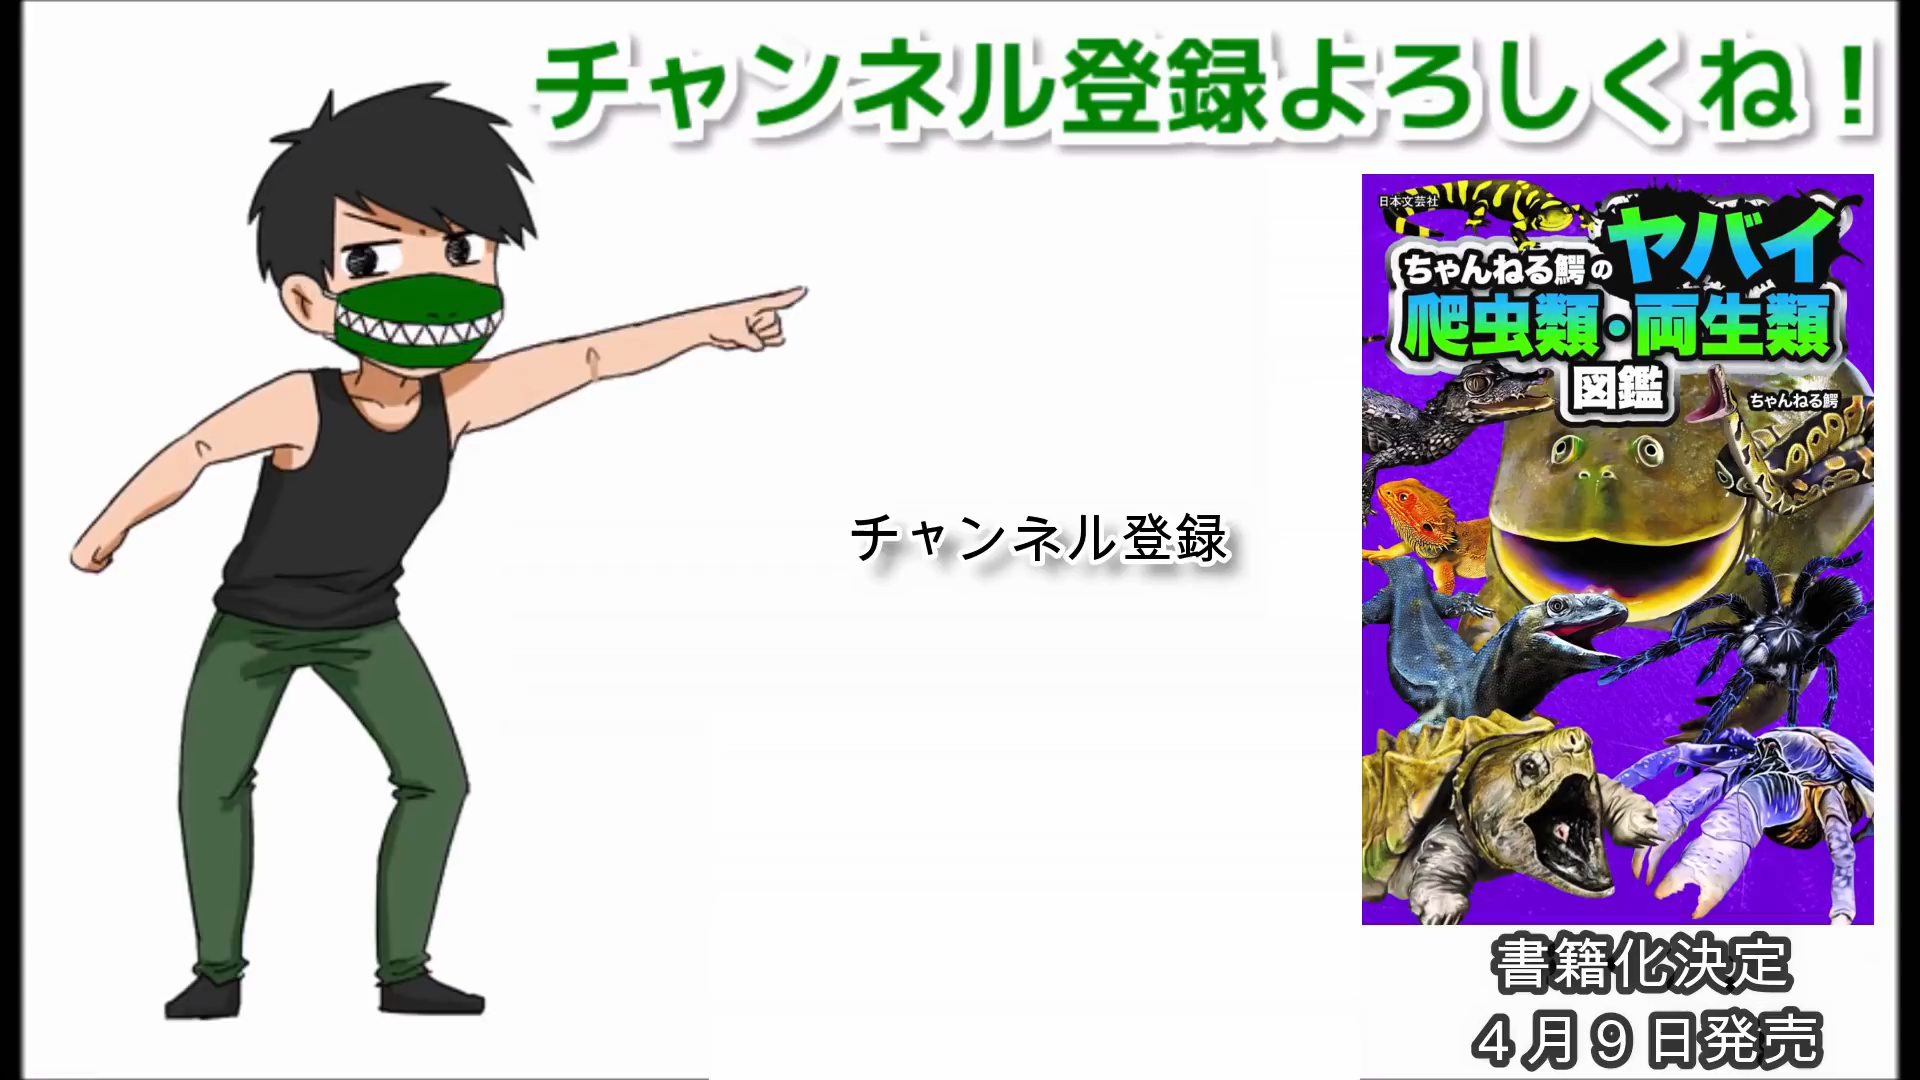 チャンネル登録よろしくね！
日本文芸社
ちゃんねる鰐のヤバイ
爬虫類・両生類
図鑑
ちゃんねる鰐
チャンネル登録
書籍化決定
４月９日発売